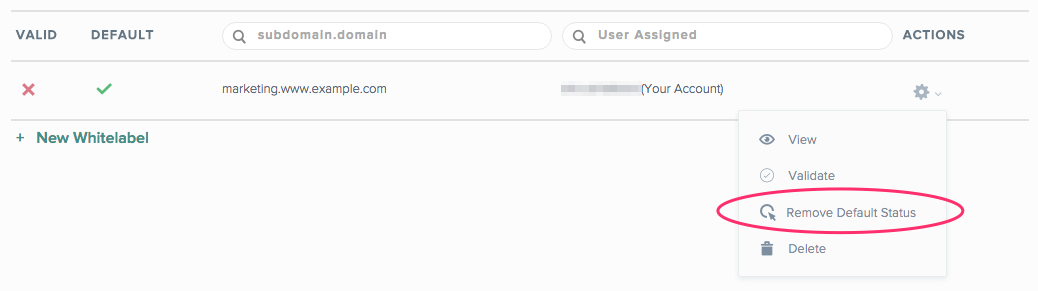 VALID DEFAULT subdomain.domain User Assigned ACTIONS
marketing.www.example.com (Your Account)
+ New Whitelabel
View
Validate
Remove Default Status
Delete